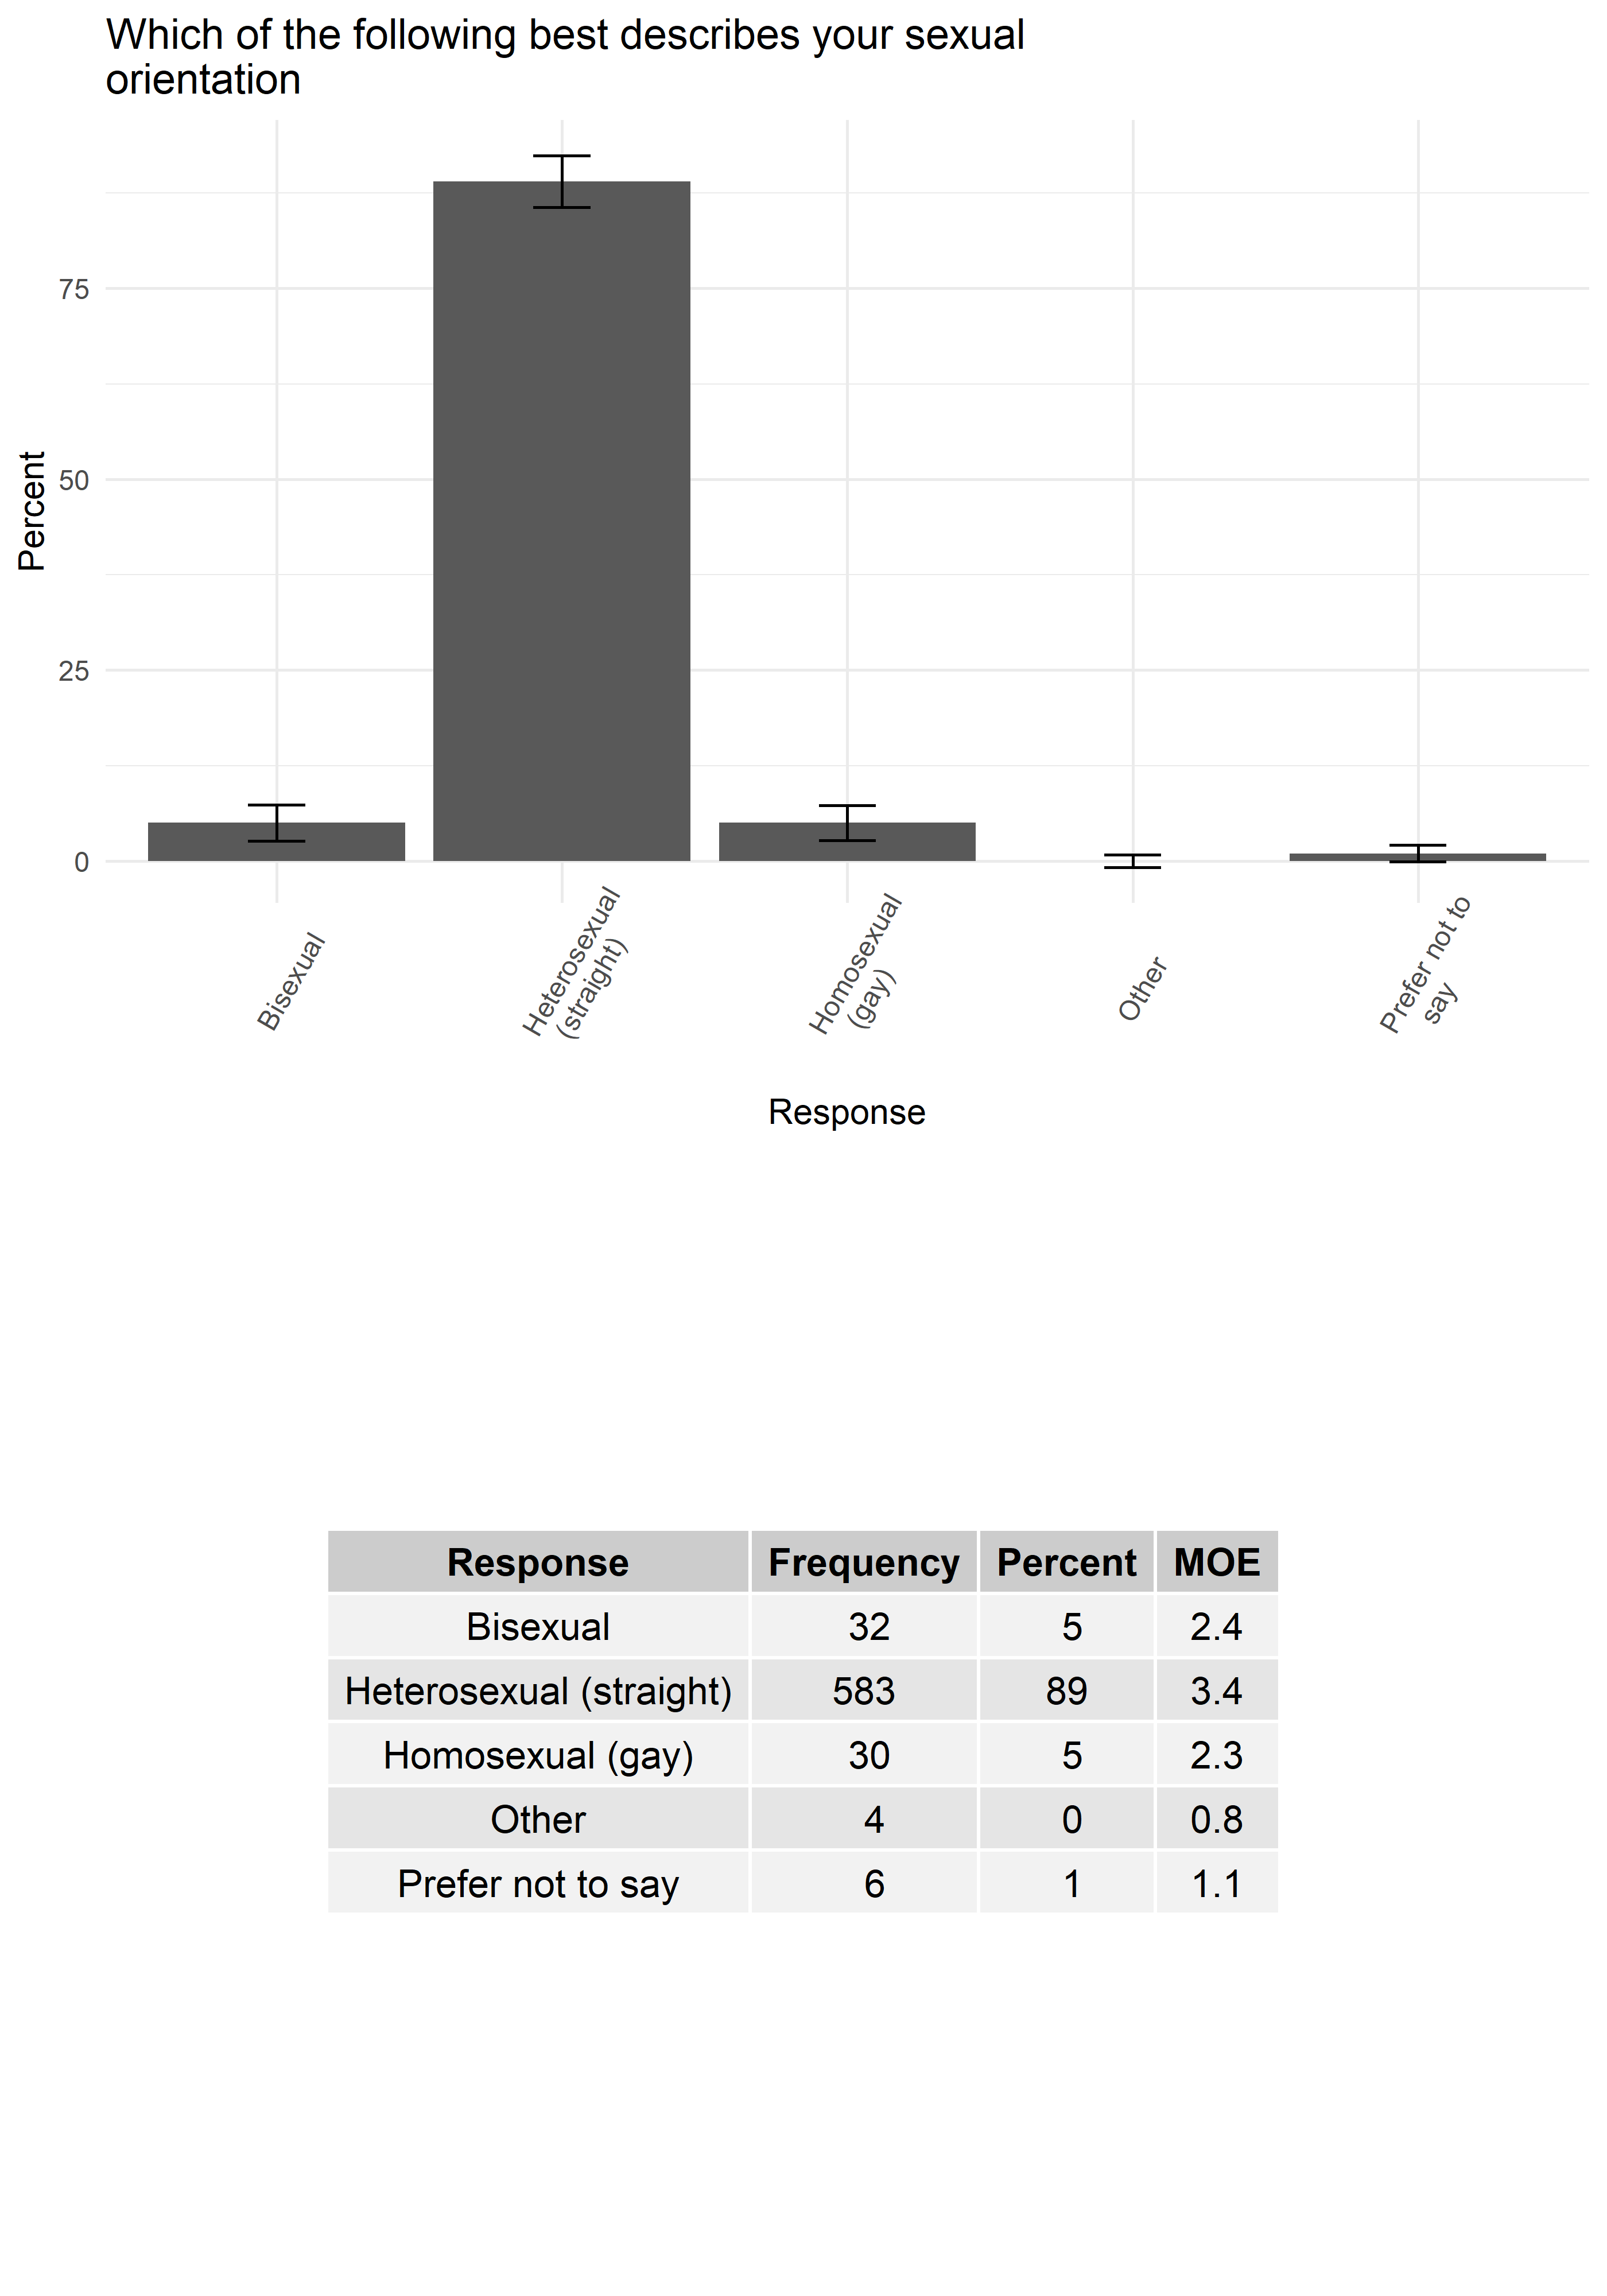 Which of the following best describes your sexual
orientation
Percent
75
50
25
0
Bisexual
Heterosexual
(straight)
Homosexual
(gay)
Other
Prefer not to
say
Response
Response Frequency Percent MOE
Bisexual 32 5 2.4
Heterosexual (straight) 583 89 3.4
Homosexual (gay) 30 5 2.3
Other 4 0 0.8
Prefer not to say 6 1 1.1